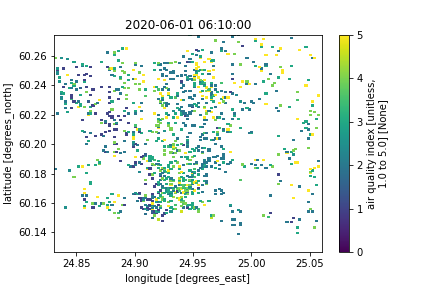 2020-06-01 06:10:00
60.26
60.24
60.22
60.20
60.18
60.16
60.14
latitude [degrees_north]
24.85 24.90 24.95 25.00 25.05
longitude [degrees_east]
5
4
3
2
1
0
air quality index [unitless,
1.0 to 5.0] [None]